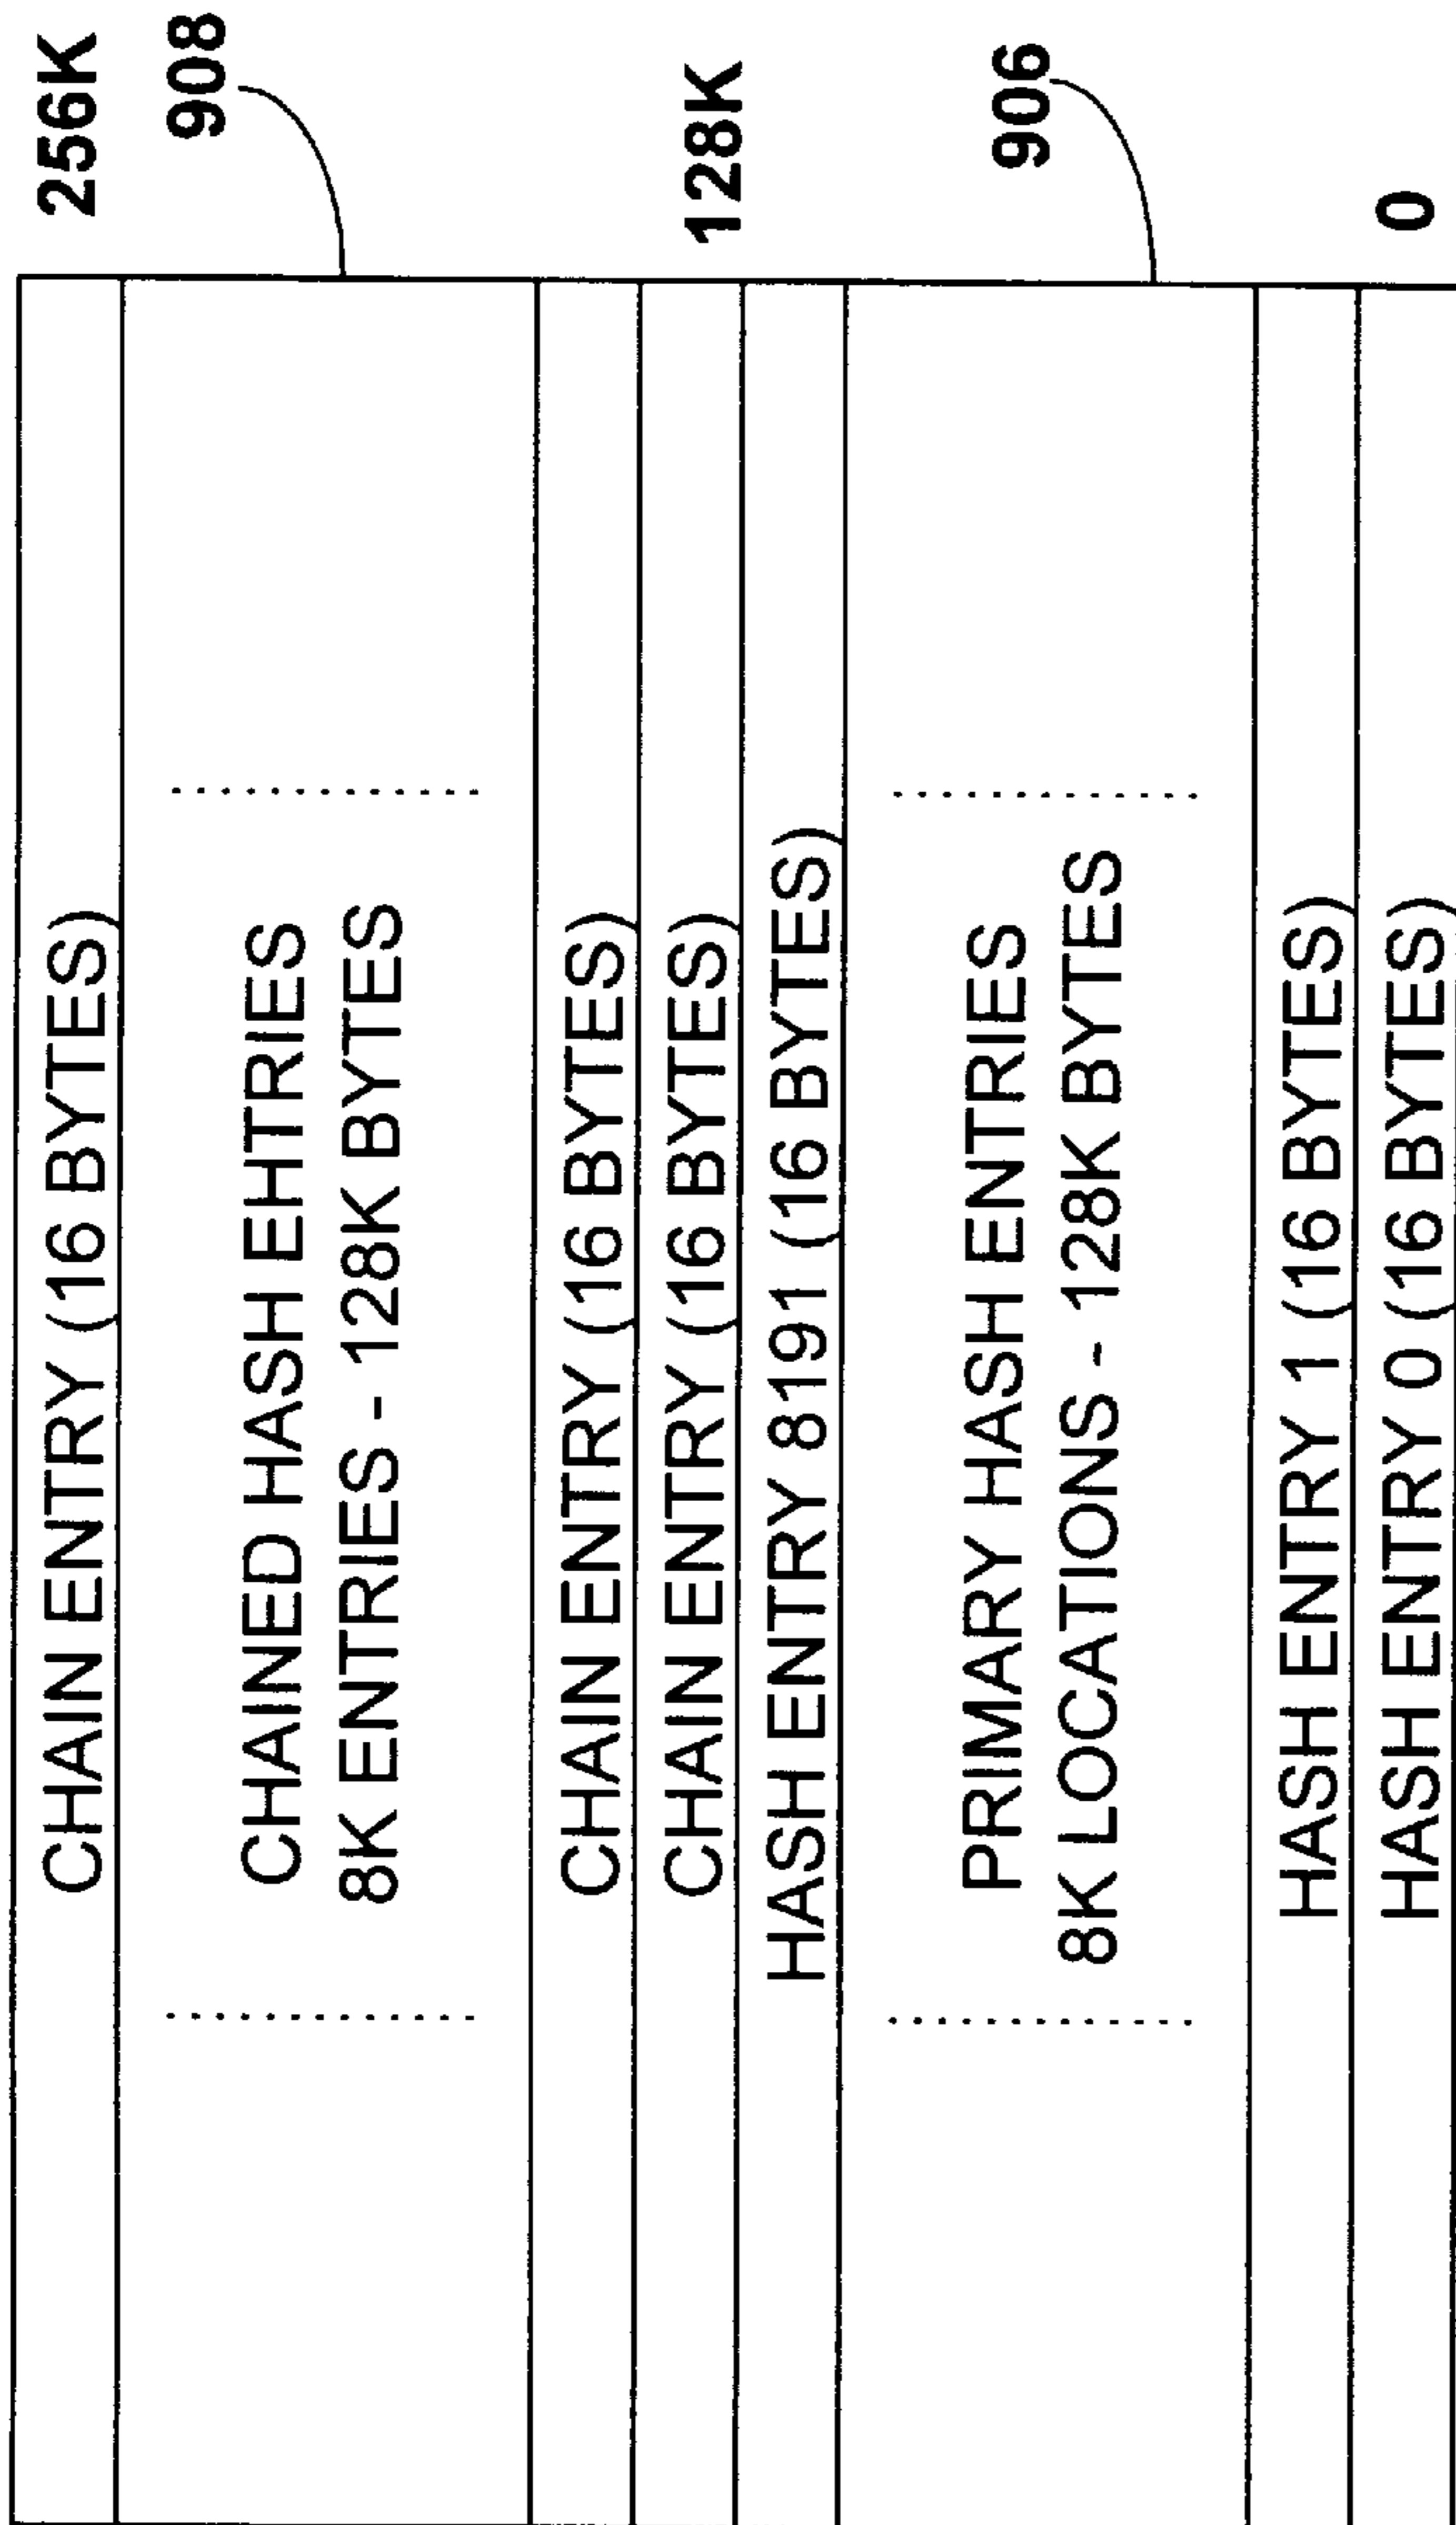 CHAIN ENTRY (16 BYTES)
256K
908
CHAINED HASH EHTRIES
8K ENTRIES - 128K BYTES
CHAIN ENTRY (16 BYTES)
CHAIN ENTRY (16 BYTES)
128K
HASH ENTRY 8191 (16 BYTES)
906
PRIMARY HASH ENTRIES
8K LOCATIONS - 128K BYTES
HASH ENTRY 1 (16 BYTES)
HASH ENTRY 0 (16 BYTES)
0